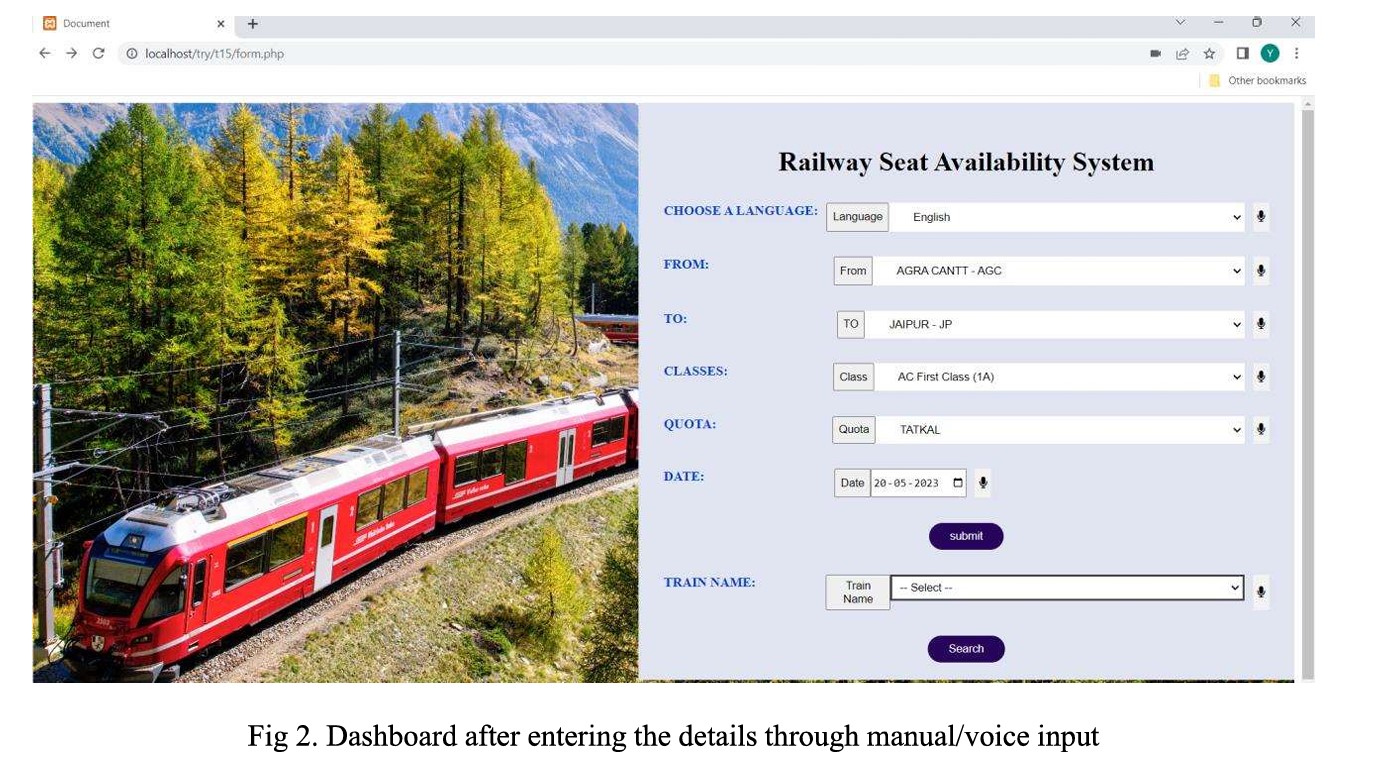 Document
localhost/try/t15/form.php
Y
Other bookmarks
Railway Seat Availability System
CHOOSE A LANGUAGE: Language English
FROM: From AGRA CANTT - AGC
TO: TO JAIPUR - JP
CLASSES: Class AC First Class (1A)
QUOTA: Quota TATKAL
DATE: Date 20-05-2023
submit
TRAIN NAME: Train Name -- Select --
Search
Fig 2. Dashboard after entering the details through manual/voice input